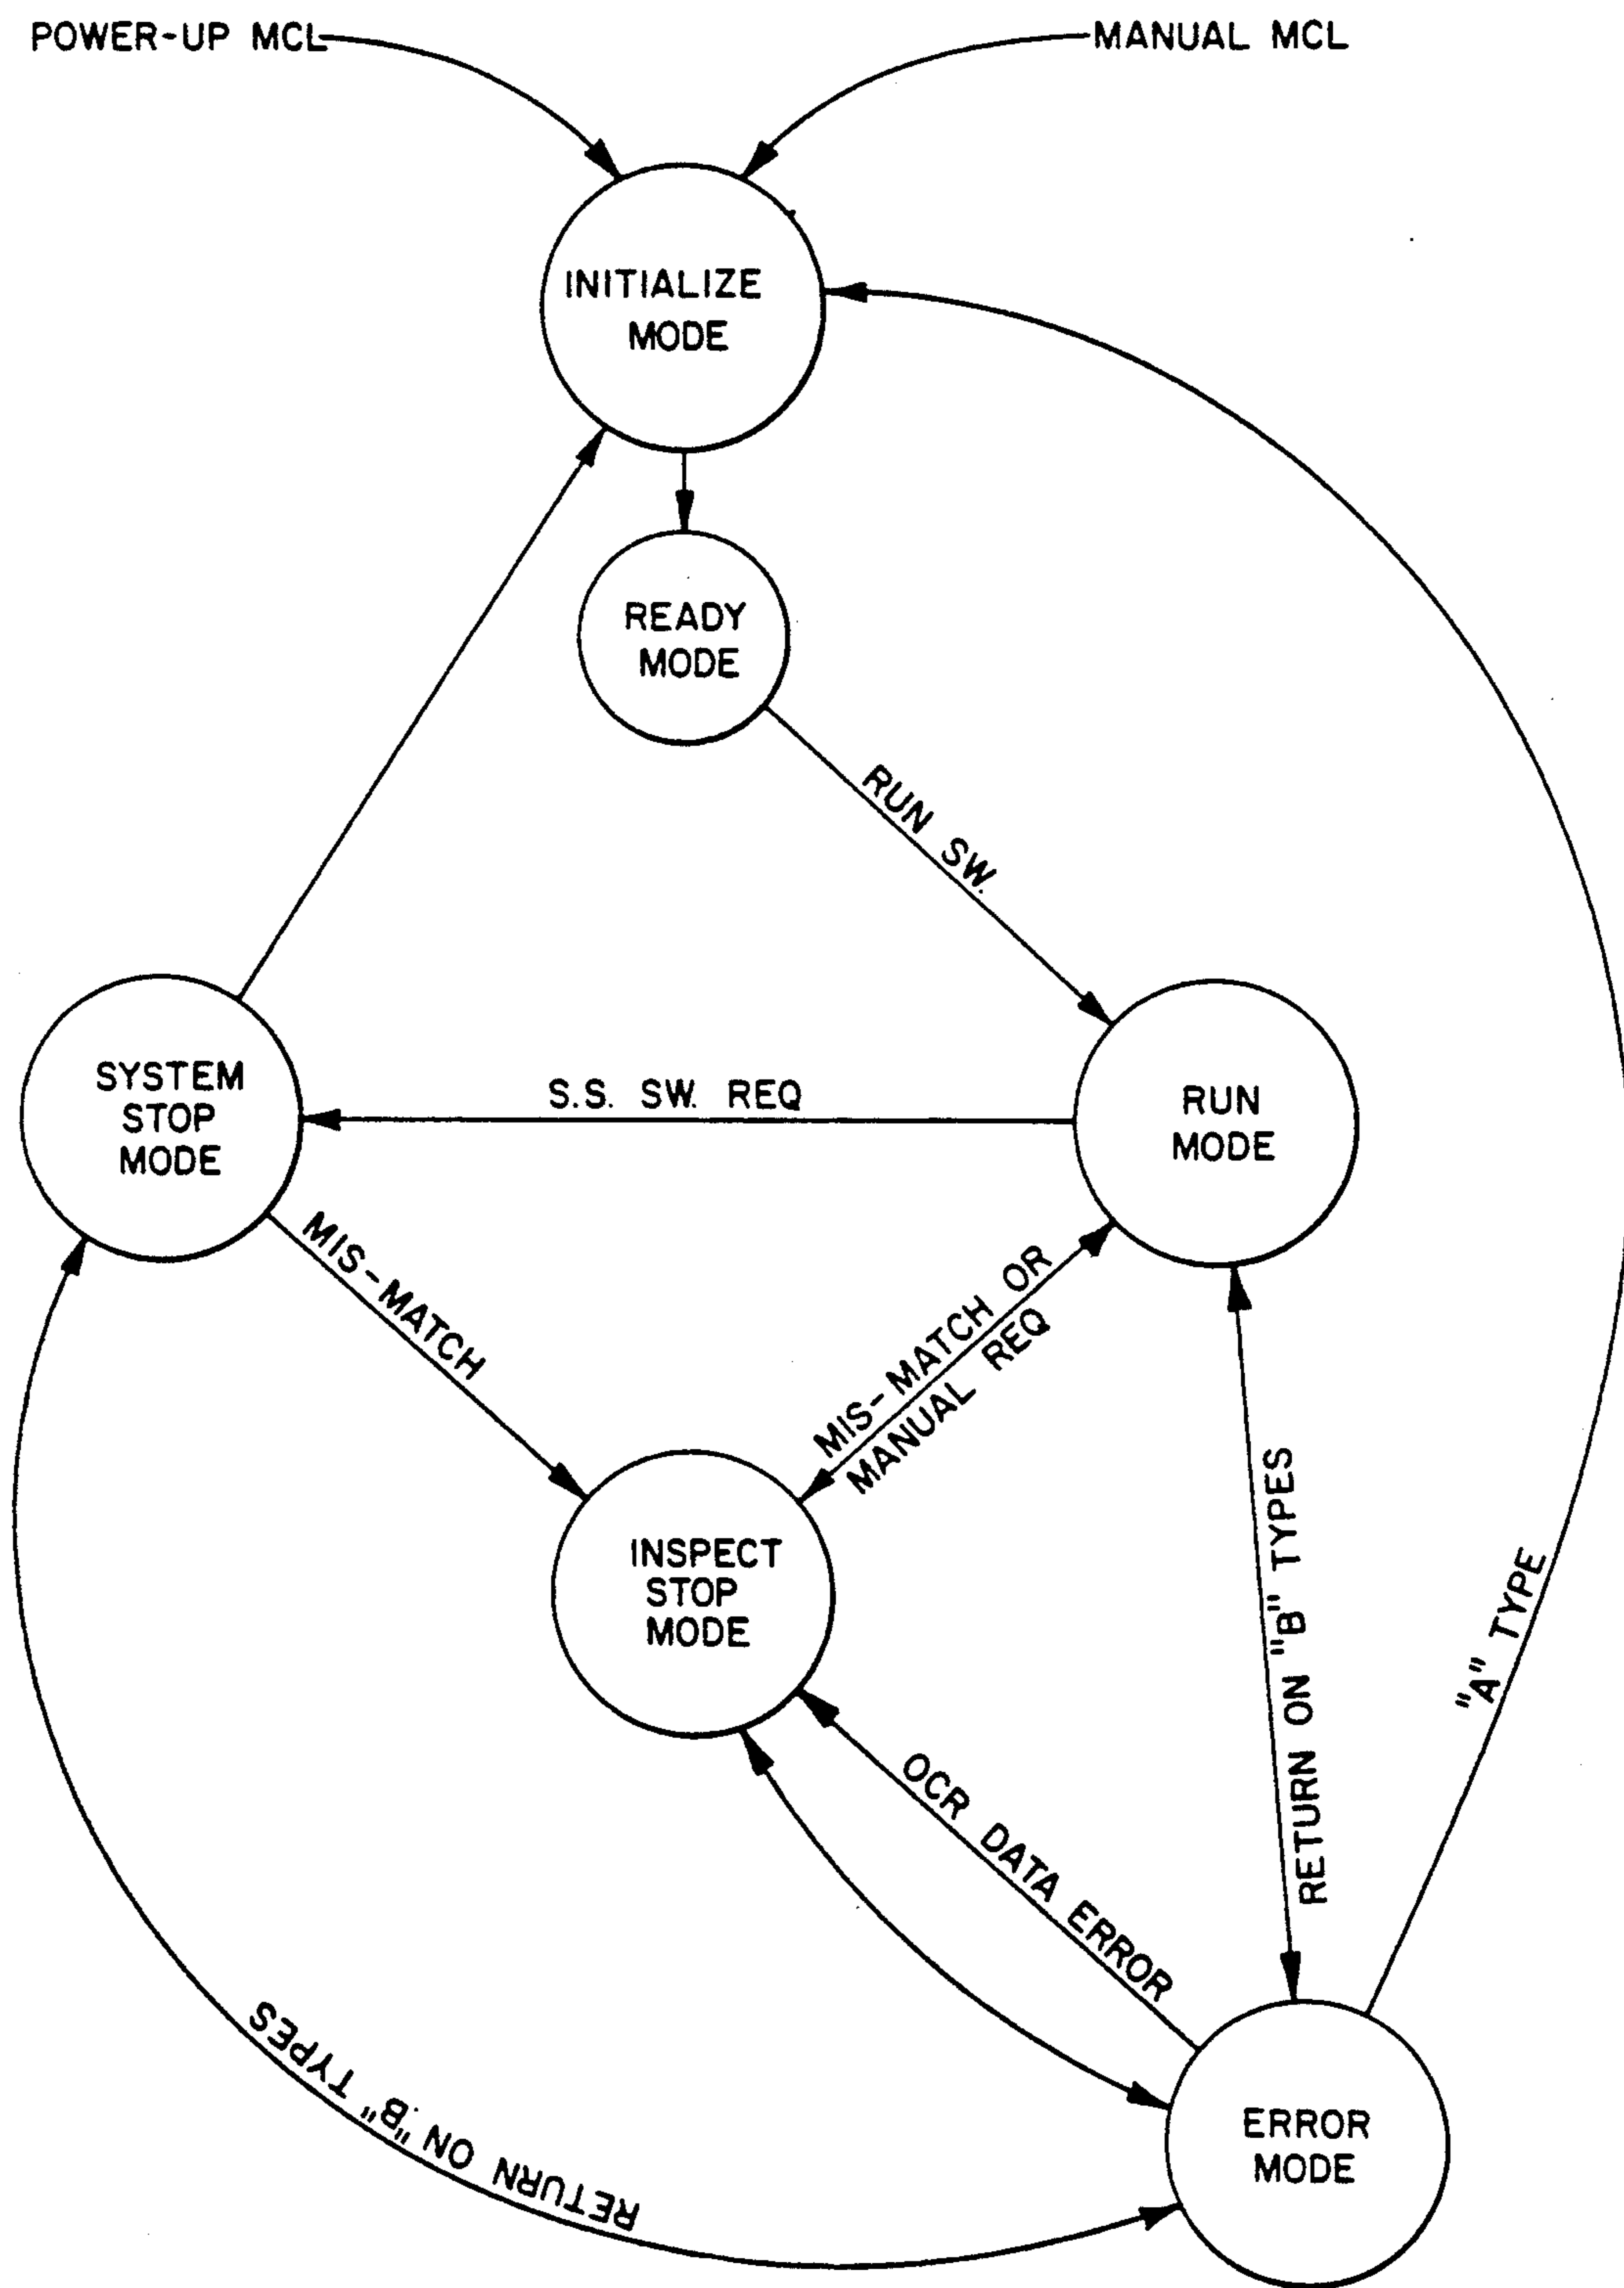 POWER-UP MCL
MANUAL MCL
INITIALIZE
MODE
READY
MODE
RUN SW.
SYSTEM
STOP
MODE
S.S. SW. REQ
RUN
MODE
MIS-MATCH
MIS-MATCH OR
MANUAL REQ
INSPECT
STOP
MODE
RETURN ON "B" TYPES
"A" TYPE
OCR DATA ERROR
RETURN ON "B" TYPES
ERROR
MODE